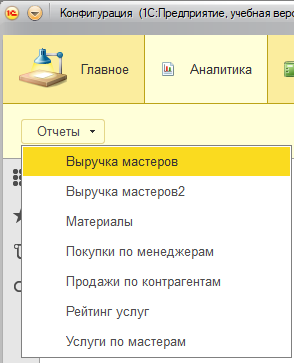 Конфигурация (1С:Предприятие, учебная верс
Главное
Аналитика
Отчеты
Выручка мастеров
Выручка мастеров2
Материалы
Покупки по менеджерам
Продажи по контрагентам
Рейтинг услуг
Услуги по мастерам